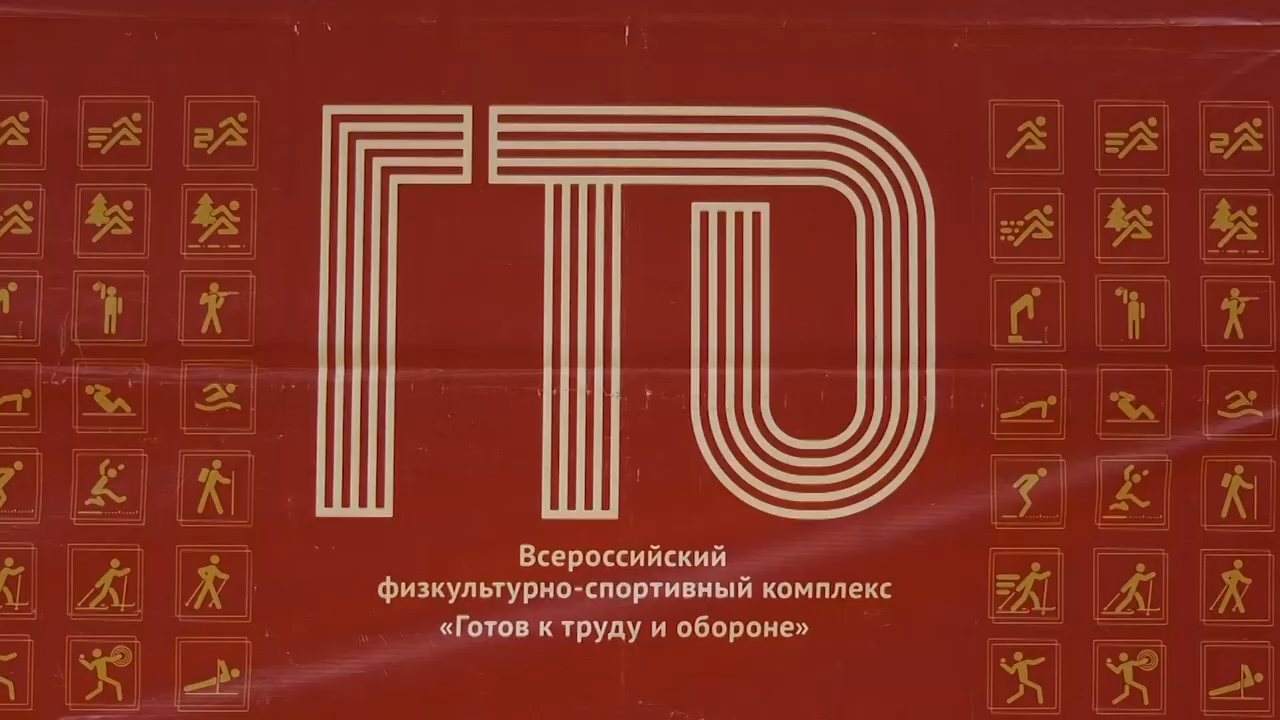 ГТО
Всероссийский
физкультурно-спортивный комплекс
«Готов к труду и обороне»